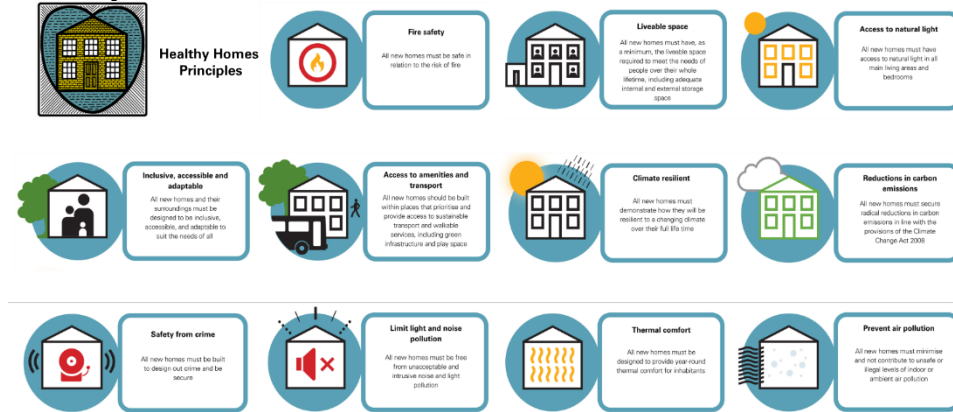 Healthy Homes
Principles
Fire safety
All new homes must be safe in
relation to the risk of fire
Liveable space
All new homes must have, as
a minimum, the liveable space
required to meet the needs of
people over their whole
lifetime, including adequate
internal and external storage
space
Access to natural light
All new homes must have
access to natural light in all
main living areas and
bedrooms
Inclusive, accessible and
adaptable
All new homes and their
surroundings must be
designed to be inclusive,
accessible, and adaptable to
suit the needs of all
Access to amenities and
transport
All new homes should be built
within places that prioritise and
provide access to sustainable
transport and walkable
services, including green
infrastructure and play space
Climate resilient
All new homes must
demonstrate how they will be
resilient to a changing climate
over their full life time
Reductions in carbon
emissions
All new homes must secure
radical reductions in carbon
emissions in line with the
provisions of the Climate
Change Act 2008
Safety from crime
All new homes must be built
to design out crime and be
secure
Limit light and noise
pollution
All new homes must be free
from unacceptable and
intrusive noise and light
pollution
Thermal comfort
All new homes must be
designed to provide year-round
thermal comfort for inhabitants
Prevent air pollution
All new homes must minimise
and not contribute to unsafe or
illegal levels of indoor or
ambient air pollution